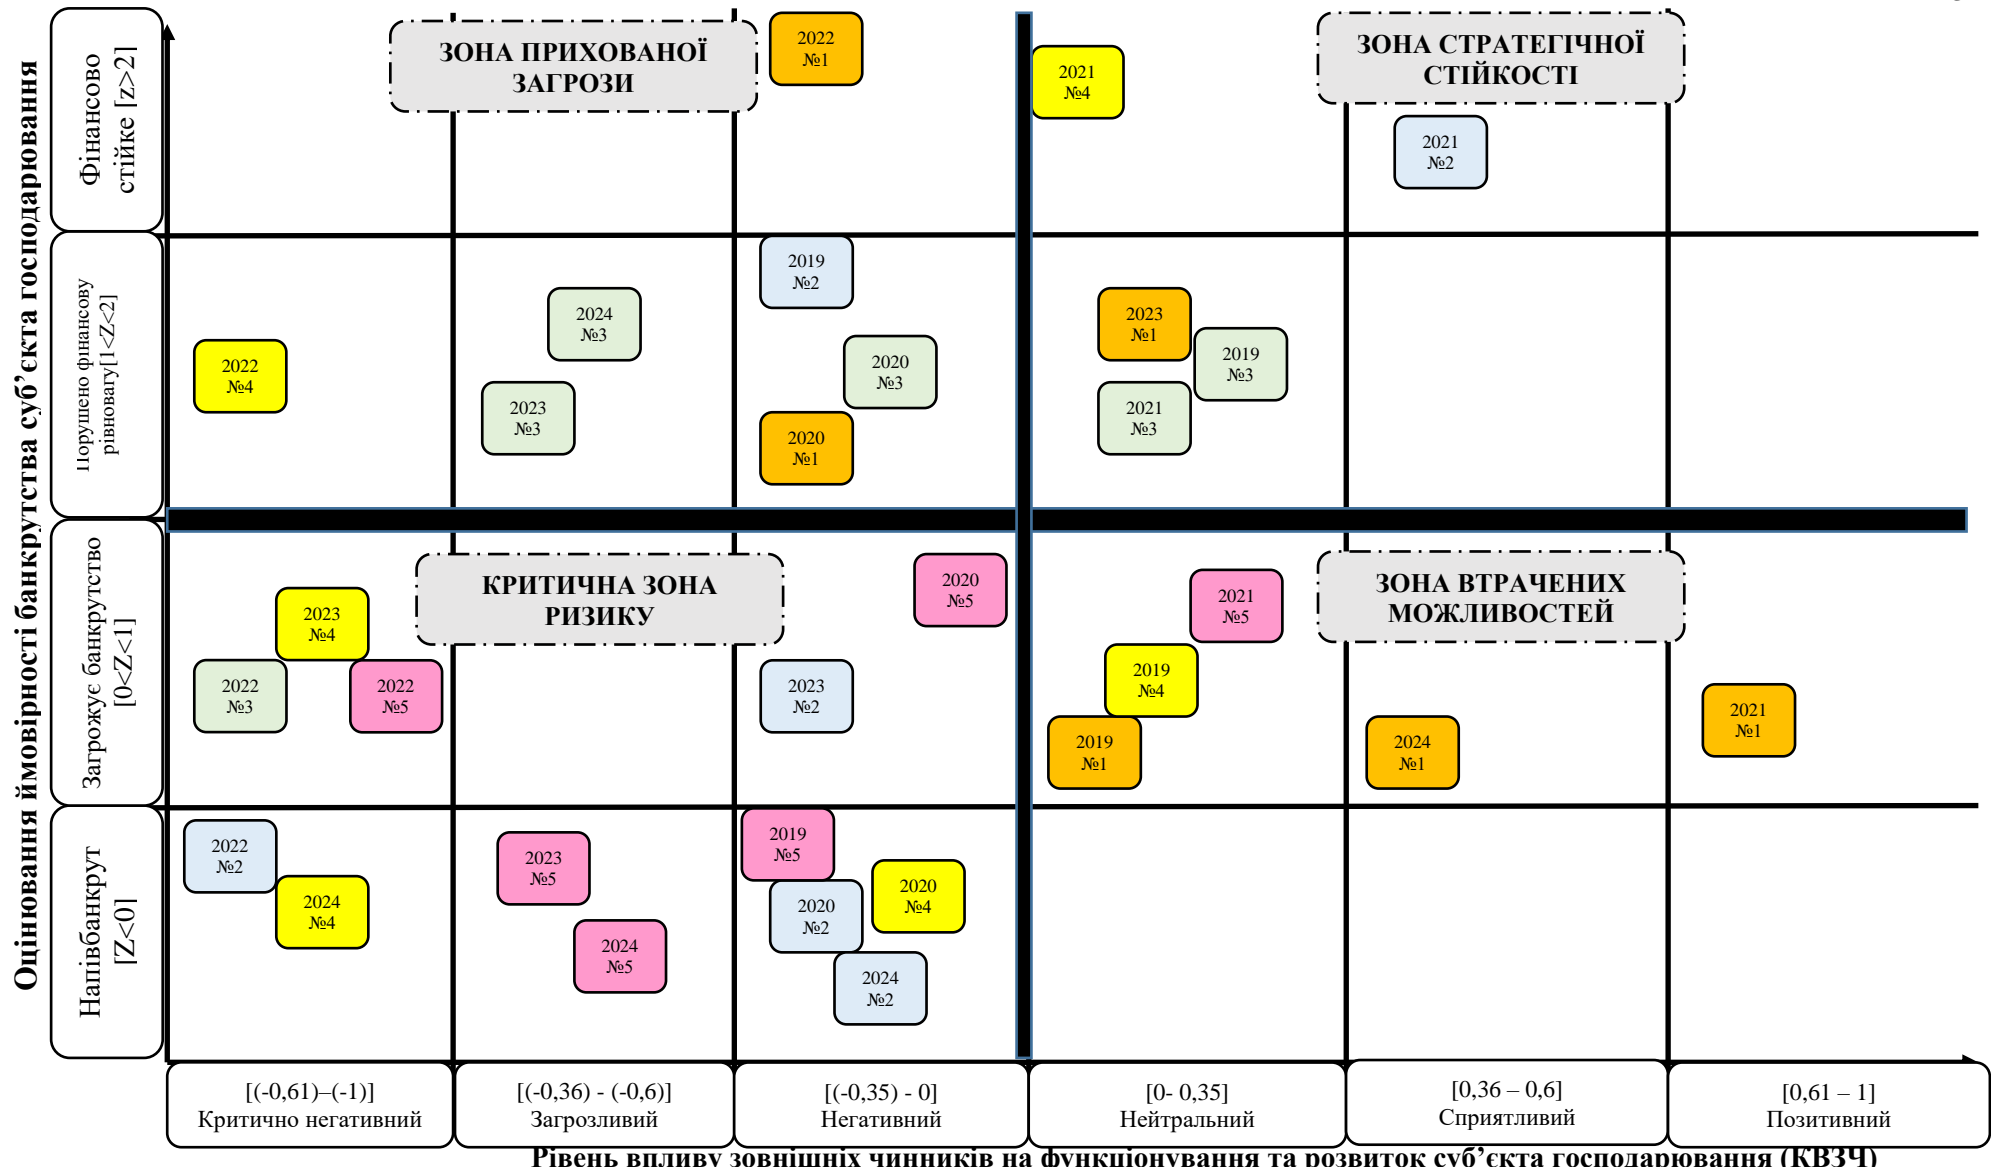 Оцінювання ймовірності банкрутства суб’єкта господарювання
Фінансово
стійке [z>2]
ЗОНА ПРИХОВАНОЇ
ЗАГРОЗИ
2022
№1
2021
№4
ЗОНА СТРАТЕГІЧНОЇ
СТІЙКОСТІ
2021
№2
Порушено фінансову
рівновагу[1<Z<2]
2022
№4
2024
№3
2023
№3
2019
№2
2020
№3
2020
№1
2023
№1
2019
№3
2021
№3
Загрожує банкрутство
[0<Z<1]
КРИТИЧНА ЗОНА
РИЗИКУ
2023
№4
2022
№3
2022
№5
2020
№5
2023
№2
ЗОНА ВТРАЧЕНИХ
МОЖЛИВОСТЕЙ
2021
№5
2019
№4
2019
№1
2024
№1
2021
№1
Напівбанкрут
[Z<0]
2022
№2
2024
№4
2023
№5
2024
№5
2019
№5
2020
№2
2020
№4
2024
№2
[(-0,61)–(-1)]
Критично негативний
[(-0,36) - (-0,6)]
Загрозливий
[(-0,35) - 0]
Негативний
[0- 0,35]
Нейтральний
[0,36 – 0,6]
Сприятливий
[0,61 – 1]
Позитивний
Рівень впливу зовнішніх чинників на функціонування та розвиток суб’єкта господарювання (КВЗЧ)